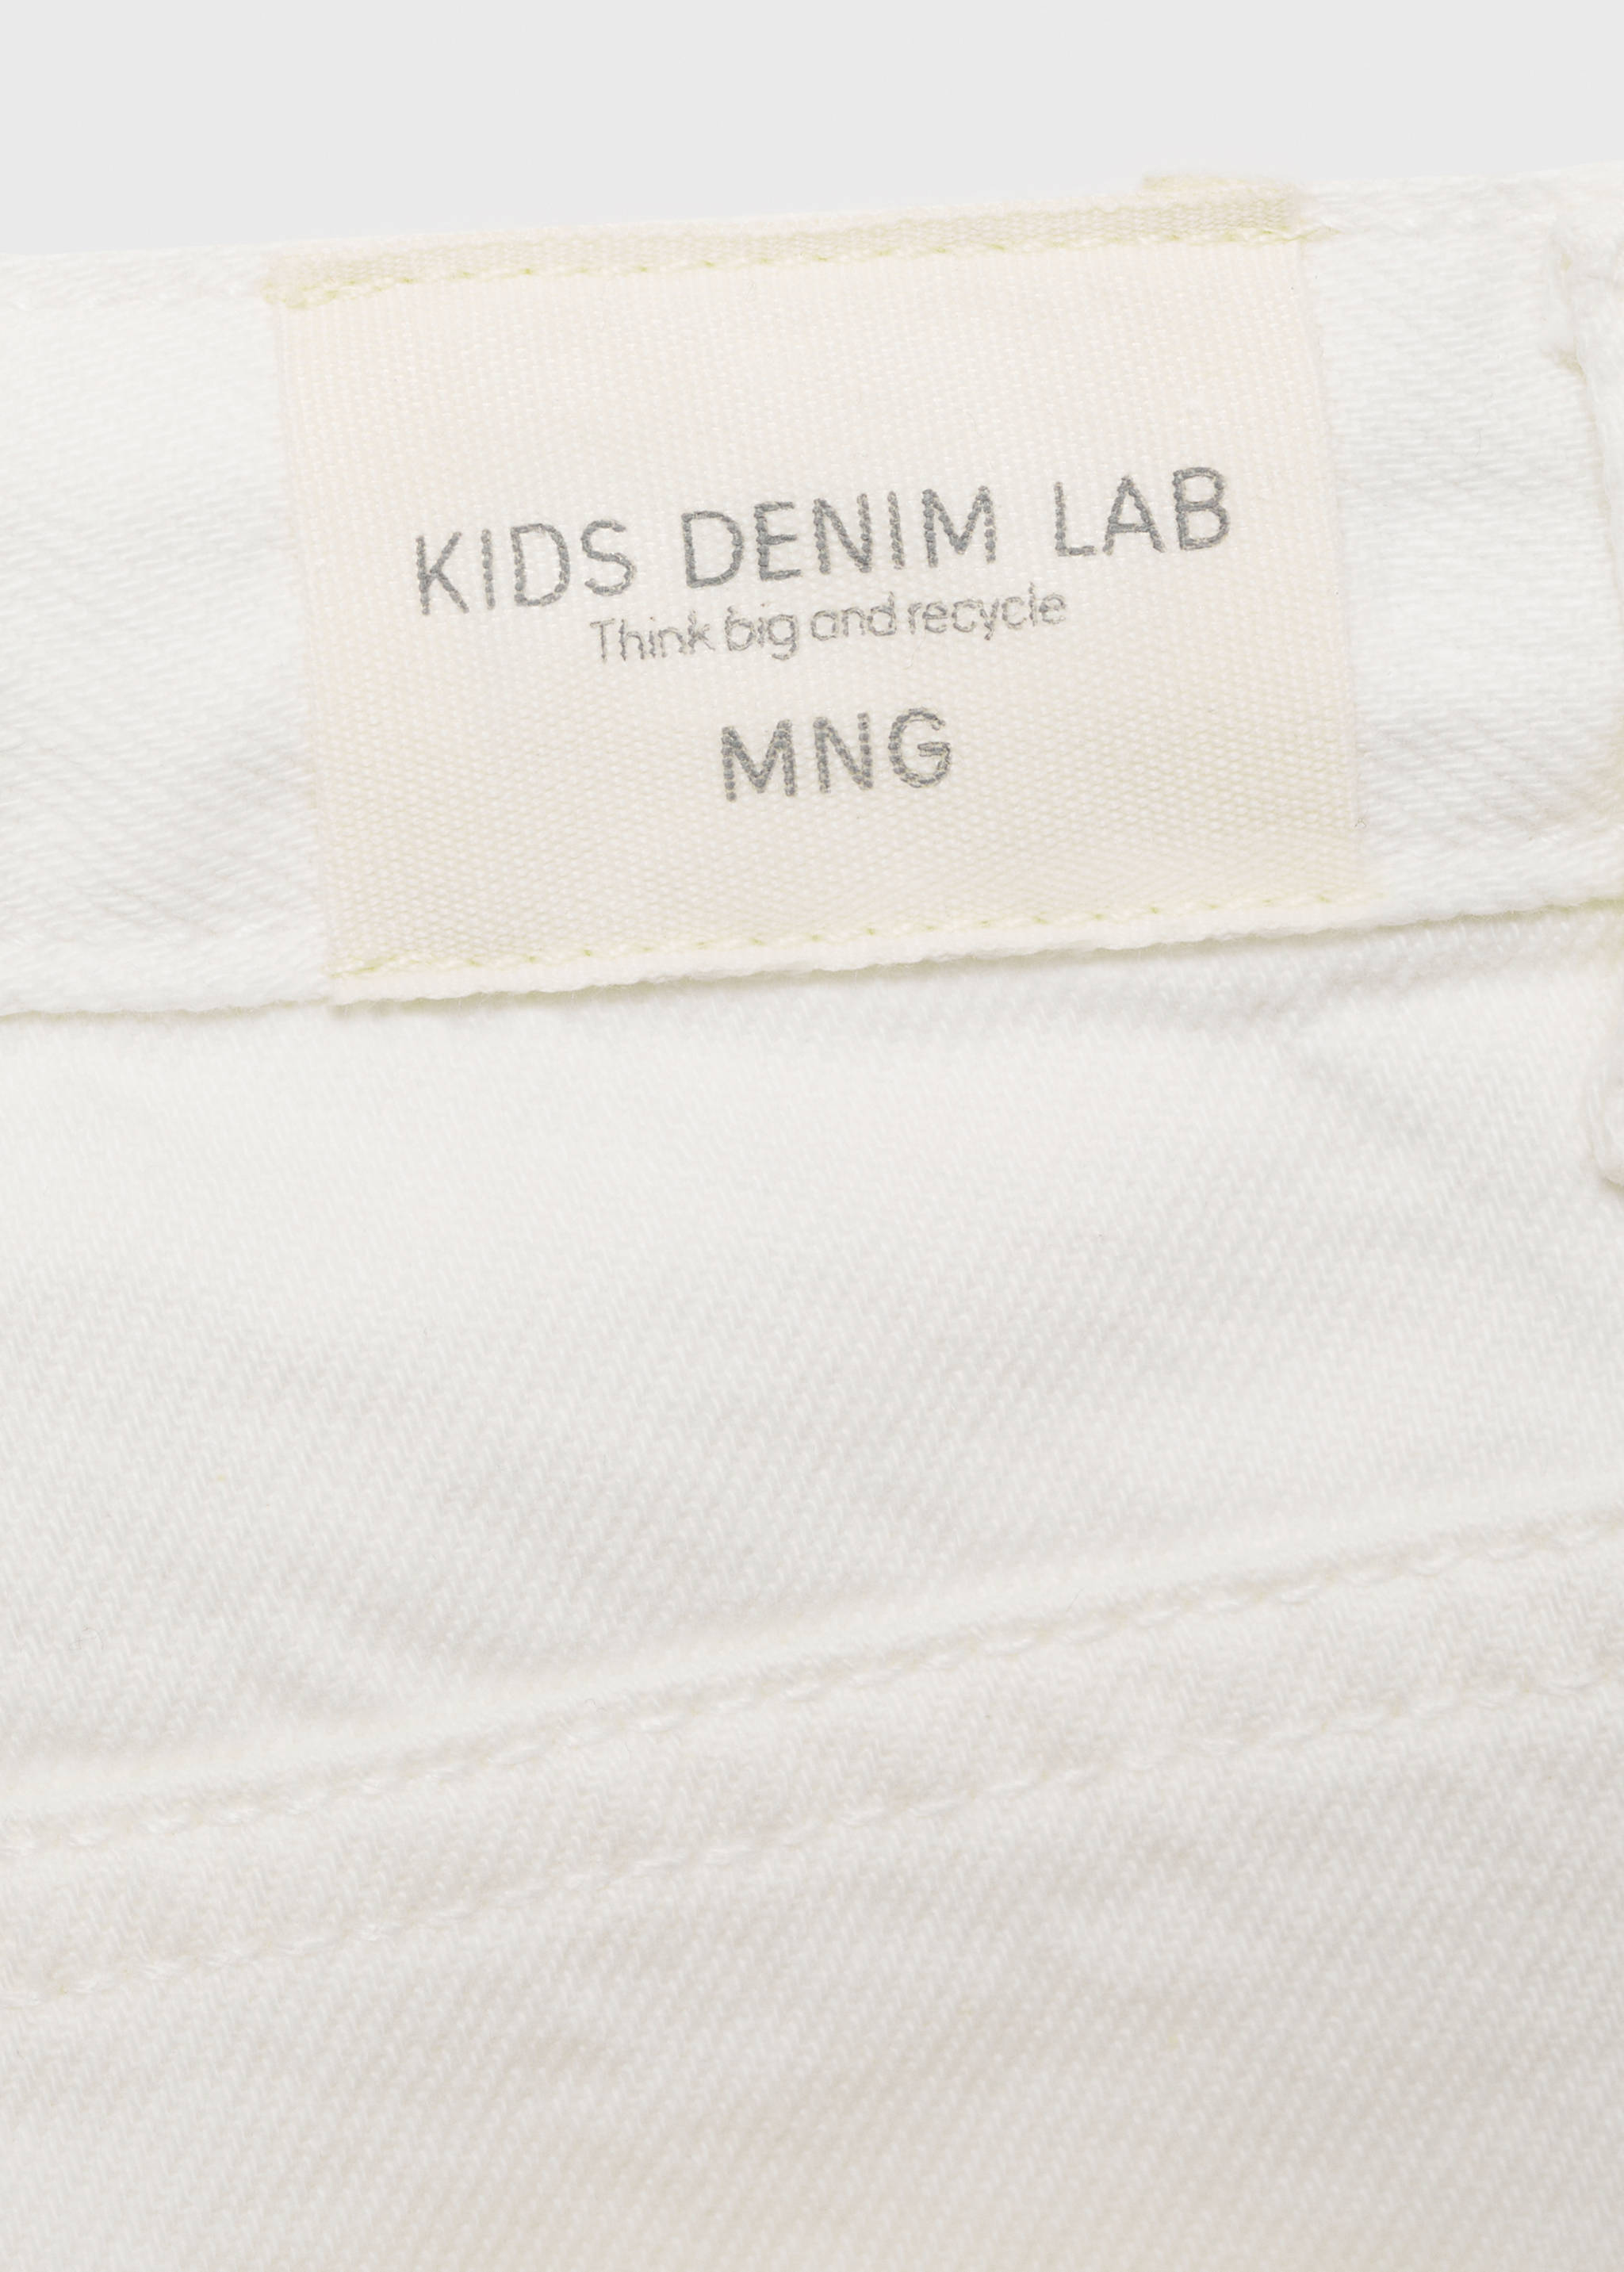 KIDS DENIM LAB
Think big and recycle
MNG